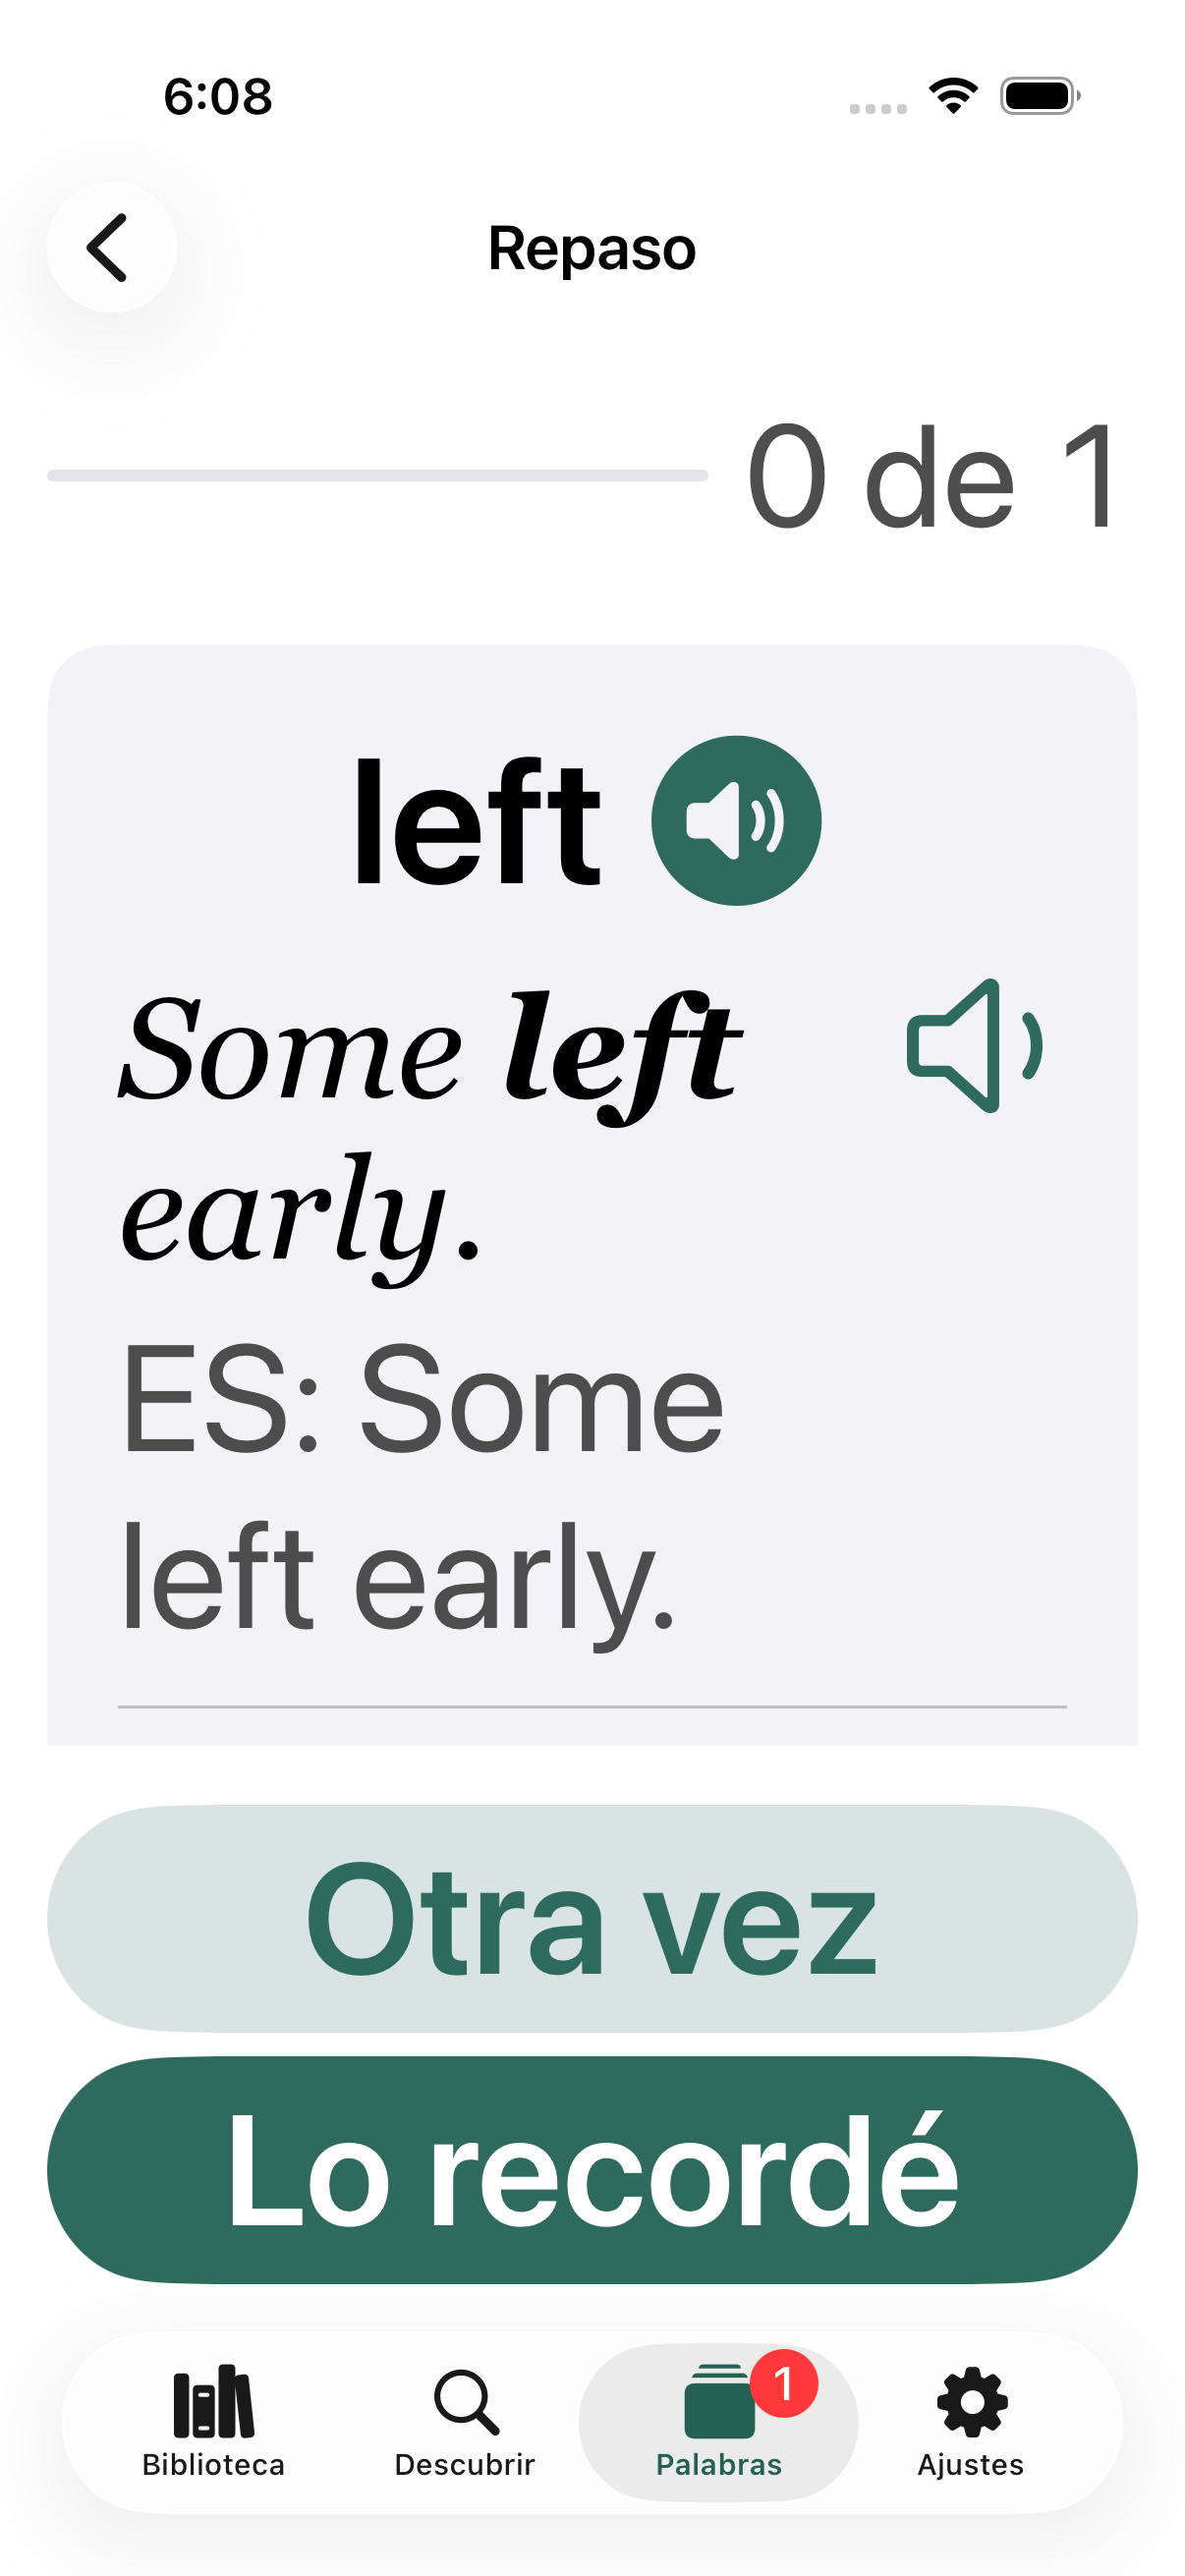 6:08
Repaso
0 de 1
left
Some left
early.
ES: Some
left early.
Otra vez
Lo recordé
1
Biblioteca
Descubrir
Palabras
Ajustes